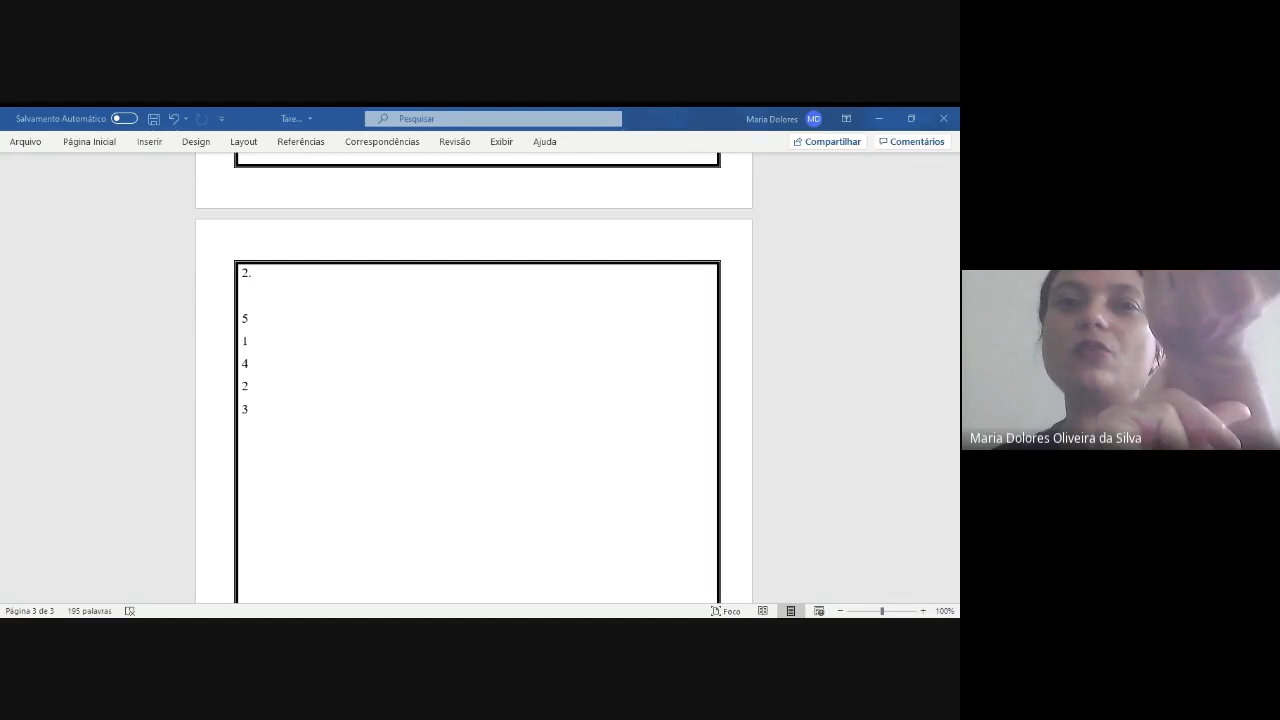 Salvamento Automático
Tare...
Pesquisar
Maria Dolores
MD
Arquivo
Página Inicial
Inserir
Design
Layout
Referências
Correspondências
Revisão
Exibir
Ajuda
Compartilhar
Comentários
2.
5
1
4
2
3
Maria Dolores Oliveira da Silva
Página 3 de 3
195 palavras
Foco
100%